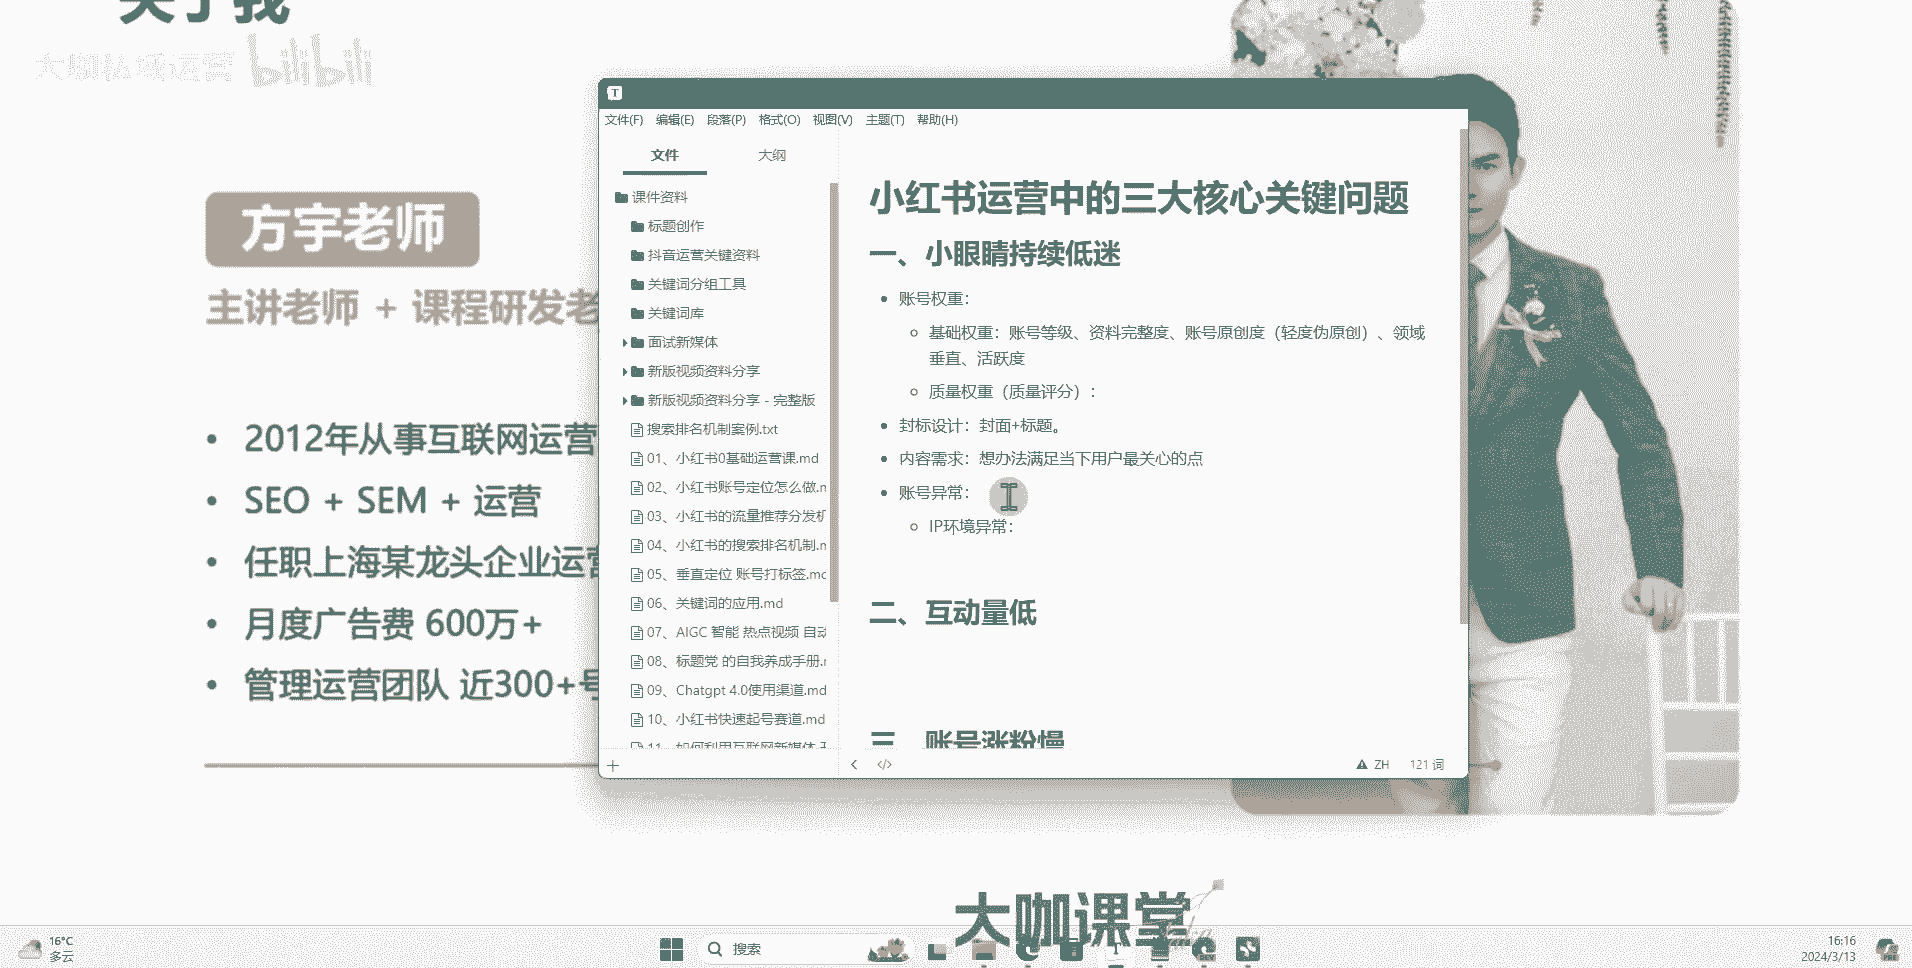 关于我
大咖私域运营 bilibili
方宇老师
主讲老师 + 课程研发老
• 2012年从事互联网运营
• SEO + SEM + 运营
• 任职上海某龙头企业运营
• 月度广告费 600万+
• 管理运营团队 近300+号
T
文件(F) 编辑(E) 段落(P) 格式(O) 视图(V) 主题(T) 帮助(H)
文件 大纲
课件资料
标题创作
抖音运营关键资料
关键词分组工具
关键词库
面试新媒体
新版视频资料分享
新版视频资料分享 - 完整版
搜索排名机制案例.txt
01、小红书0基础运营课.md
02、小红书账号定位怎么做.m
03、小红书的流量推荐分发机
04、小红书的搜索排名机制.m
05、垂直定位 账号打标签.md
06、关键词的应用.md
07、AIGC 智能 热点视频 自动
08、标题党 的自我养成手册.m
09、Chatgpt 4.0使用渠道.md
10、小红书快速起号赛道.md
11、如何利用互联网新媒体
小红书运营中的三大核心关键问题
一、小眼睛持续低迷
• 账号权重：
基础权重：账号等级、资料完整度、账号原创度（轻度伪原创）、领域
垂直、活跃度
质量权重（质量评分）：
• 封标设计：封面+标题。
• 内容需求：想办法满足当下用户最关心的点
• 账号异常：
IP环境异常：
二、互动量低
三、账号涨粉慢
ZH 121 词
大咖课堂
16°C
多云
搜索
16:16
2024/3/13